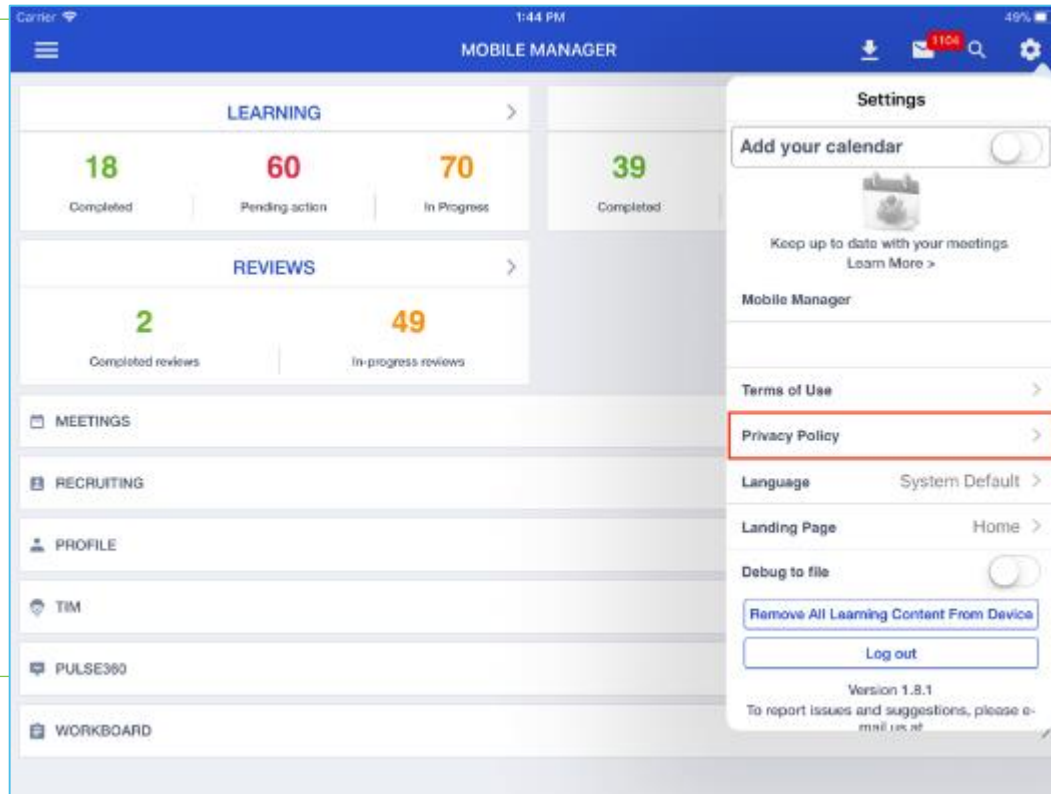 Carrier 1:44 PM 49%
MOBILE MANAGER 1104
LEARNING
18 60 70 39
Completed Pending action In Progress Completed
REVIEWS
2 49
Completed reviews In-progress reviews
MEETINGS
RECRUITING
PROFILE
TIM
PULSE360
WORKBOARD
Settings
Add your calendar
Keep up to date with your meetings
Learn More >
Mobile Manager
Terms of Use
Privacy Policy
Language System Default
Landing Page Home
Debug to file
Remove All Learning Content From Device
Log out
Version 1.8.1
To report issues and suggestions, please e-
mail us at